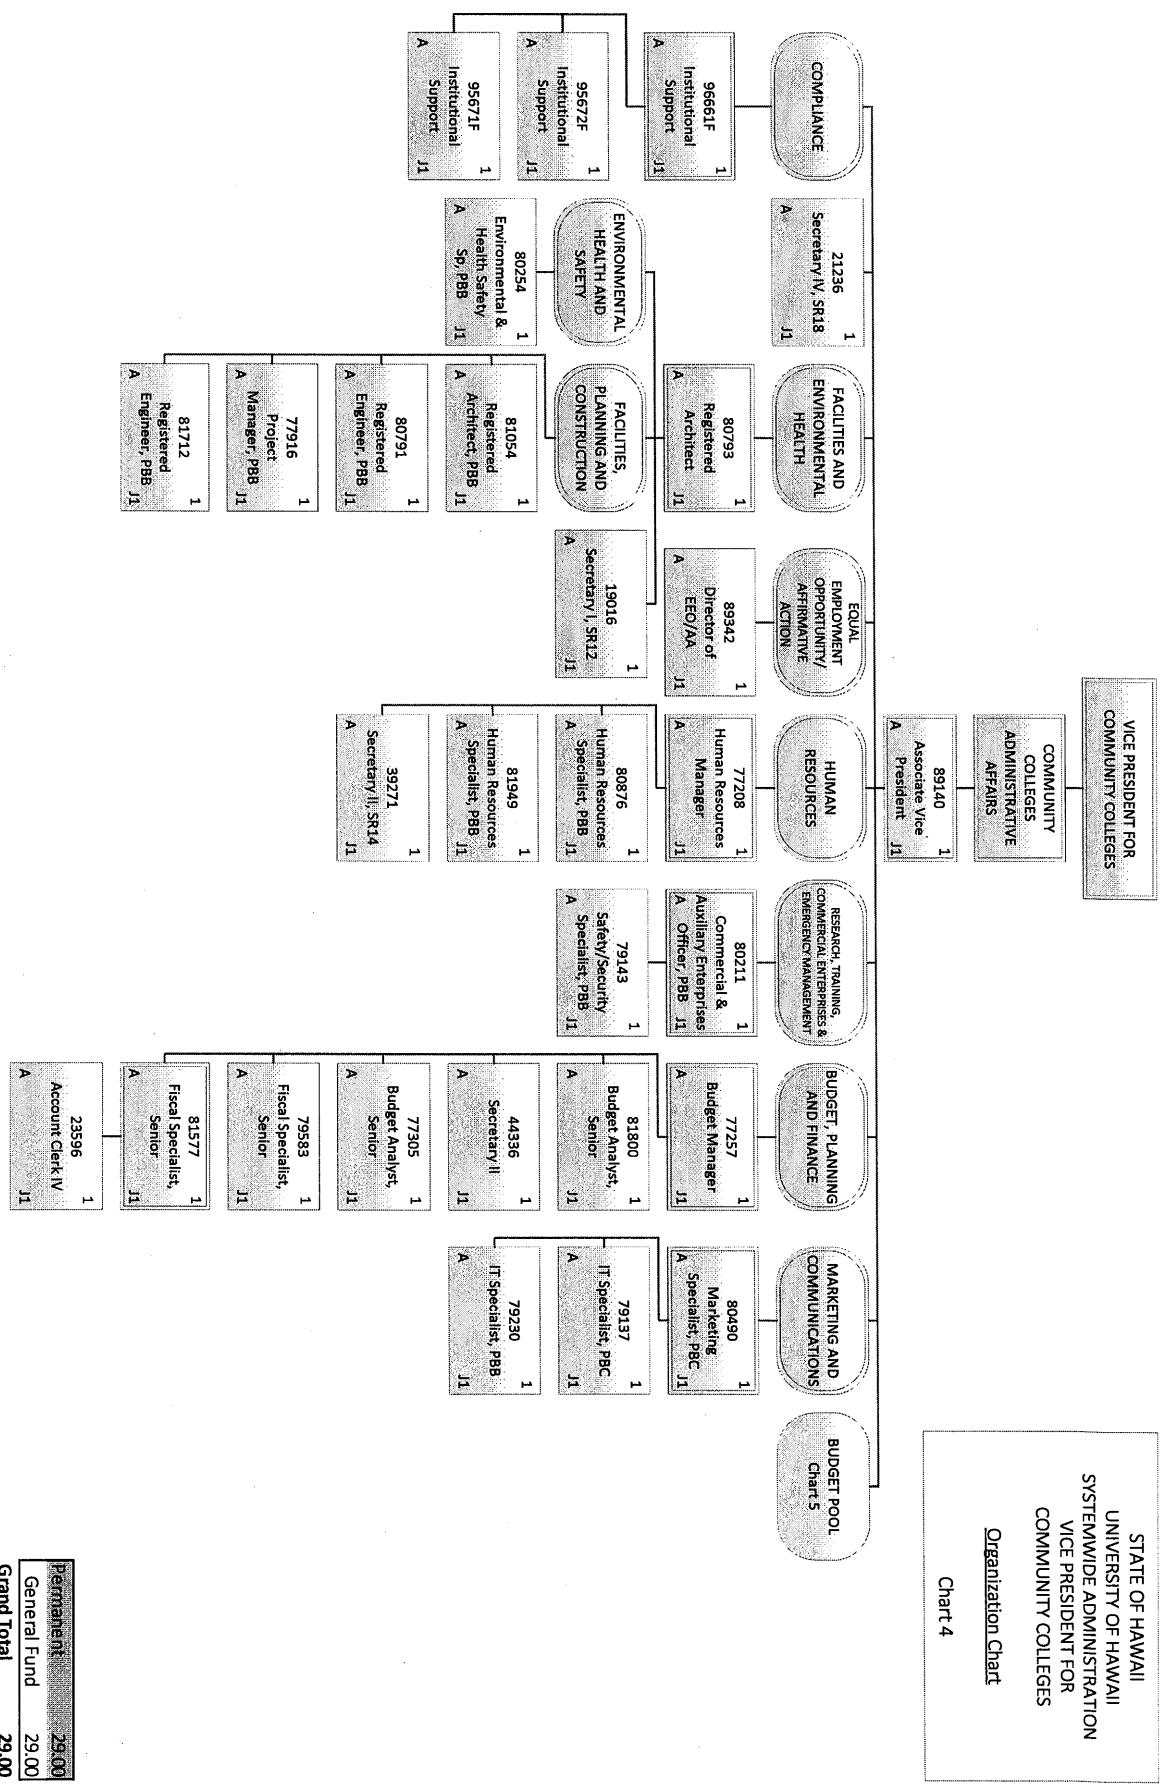 STATE OF HAWAII
UNIVERSITY OF HAWAII
SYSTEMWIDE ADMINISTRATION
VICE PRESIDENT FOR
COMMUNITY COLLEGES
Organization Chart
Chart 4
VICE PRESIDENT FOR
COMMUNITY COLLEGES
COMMUNITY
COLLEGES
ADMINISTRATIVE
AFFAIRS
89140 1
Associate Vice
President
A J1
COMPLIANCE
96661F 1
Institutional
Support
A J1
95672F 1
Institutional
Support
A J1
95671F 1
Institutional
Support
A J1
21236 1
Secretary IV, SR18
A J1
FACILITIES AND
ENVIRONMENTAL
HEALTH
80793 1
Registered
Architect
A J1
ENVIRONMENTAL
HEALTH AND
SAFETY
80254 1
Environmental &
Health Safety
A Sp, PBB J1
FACILITIES,
PLANNING AND
CONSTRUCTION
81054 1
Registered
Architect, PBB
A J1
80791 1
Registered
Engineer, PBB
A J1
77916 1
Project
Manager, PBB
A J1
81712 1
Registered
Engineer, PBB
A J1
19016 1
Secretary I, SR12
A J1
EQUAL
EMPLOYMENT
OPPORTUNITY/
AFFIRMATIVE
ACTION
89342 1
Director of
EEO/AA
A J1
HUMAN
RESOURCES
77208 1
Human Resources
Manager
A J1
80876 1
Human Resources
Specialist, PBB
A J1
81949 1
Human Resources
Specialist, PBB
A J1
39271 1
Secretary II, SR14
A J1
RESEARCH, TRAINING,
COMMERCIAL ENTERPRISES &
EMERGENCY MANAGEMENT
80211 1
Commercial &
Auxiliary Enterprises
A Officer, PBB J1
79143 1
Safety/Security
Specialist, PBB
A J1
BUDGET, PLANNING
AND FINANCE
77257 1
Budget Manager
A J1
81800 1
Budget Analyst,
Senior
A J1
44336 1
Secretary II
A J1
77305 1
Budget Analyst,
Senior
A J1
79583 1
Fiscal Specialist,
Senior
A J1
81577 1
Fiscal Specialist,
Senior
A J1
23596 1
Account Clerk IV
A J1
MARKETING AND
COMMUNICATIONS
80490 1
Marketing
Specialist, PBC
A J1
79137 1
IT Specialist, PBC
A J1
79230 1
IT Specialist, PBB
A J1
BUDGET POOL
Chart 5
Permanent 29.00
General Fund 29.00
Grand Total 29.00